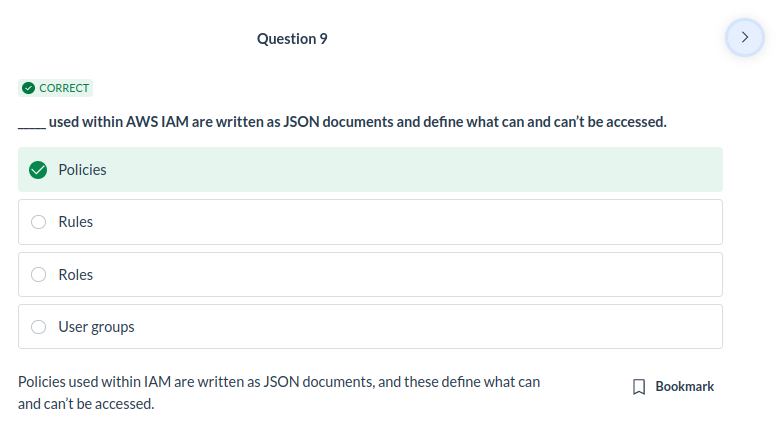 Question 9
CORRECT
_____ used within AWS IAM are written as JSON documents and define what can and can't be accessed.
Policies
Rules
Roles
User groups
Policies used within IAM are written as JSON documents, and these define what can
and can't be accessed.
Bookmark